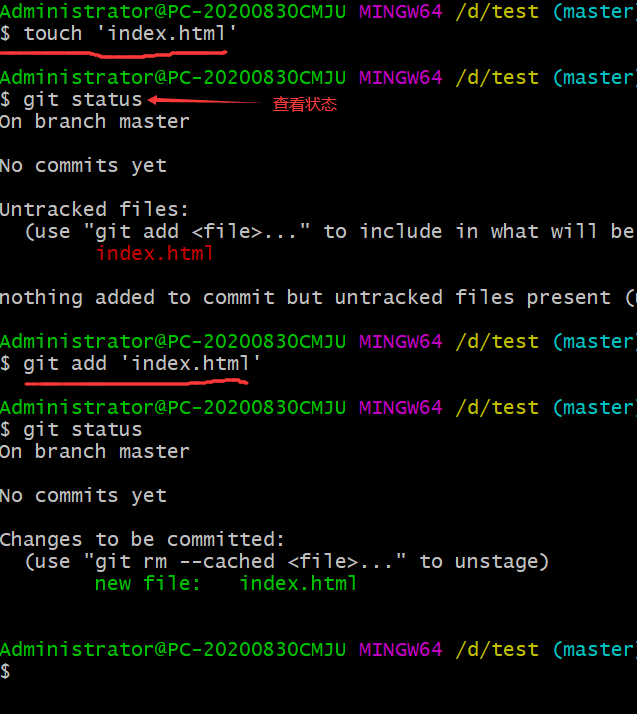 Administrator@PC-20200830CMJU MINGW64 /d/test (master)
$ touch 'index.html'
Administrator@PC-20200830CMJU MINGW64 /d/test (master)
$ git status 查看状态
On branch master
No commits yet
Untracked files:
(use "git add <file>..." to include in what will be
index.html
nothing added to commit but untracked files present (
Administrator@PC-20200830CMJU MINGW64 /d/test (master)
$ git add 'index.html'
Administrator@PC-20200830CMJU MINGW64 /d/test (master)
$ git status
On branch master
No commits yet
Changes to be committed:
(use "git rm --cached <file>..." to unstage)
new file: index.html
Administrator@PC-20200830CMJU MINGW64 /d/test (master)
$